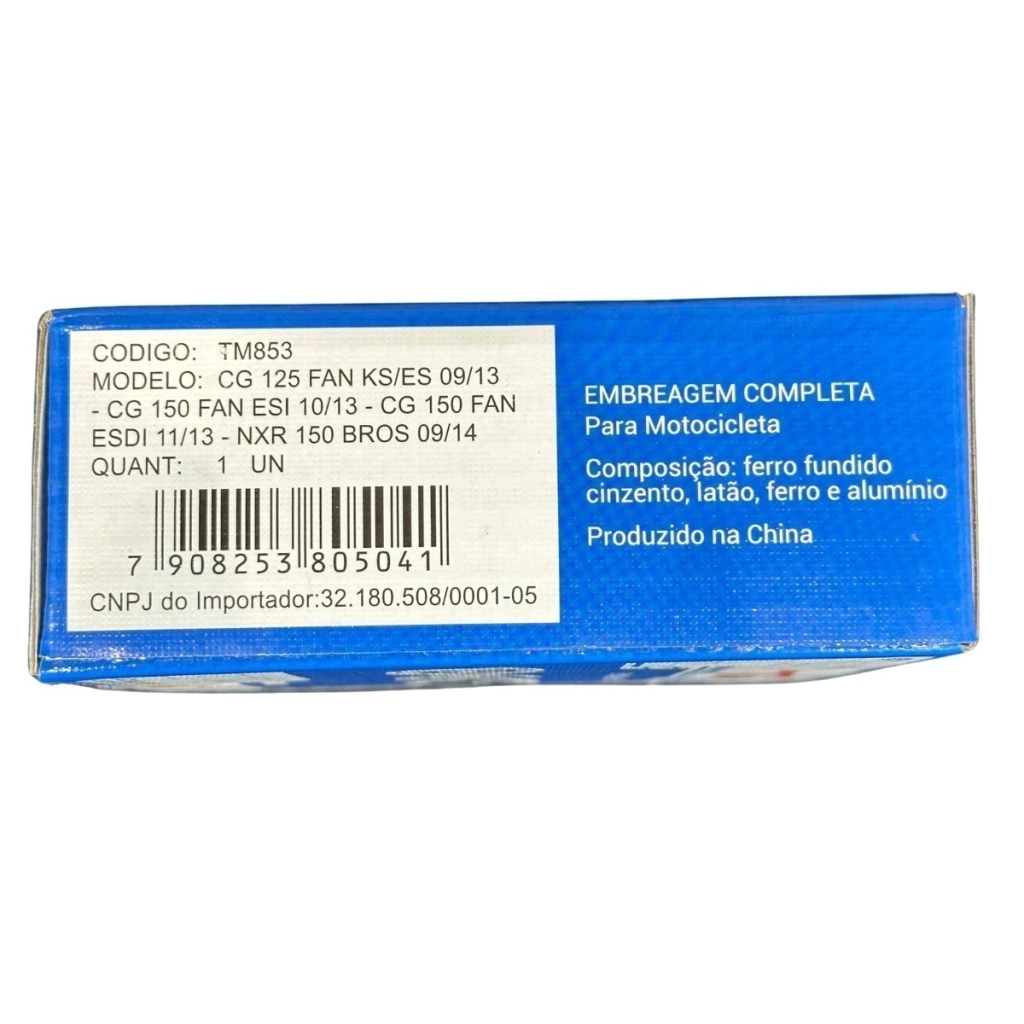 CODIGO: TM853
MODELO: CG 125 FAN KS/ES 09/13
- CG 150 FAN ESI 10/13 - CG 150 FAN
ESDI 11/13 - NXR 150 BROS 09/14
QUANT: 1 UN
7 908253 805041
CNPJ do Importador:32.180.508/0001-05
EMBREAGEM COMPLETA
Para Motocicleta
Composição: ferro fundido
cinzento, latão, ferro e alumínio
Produzido na China